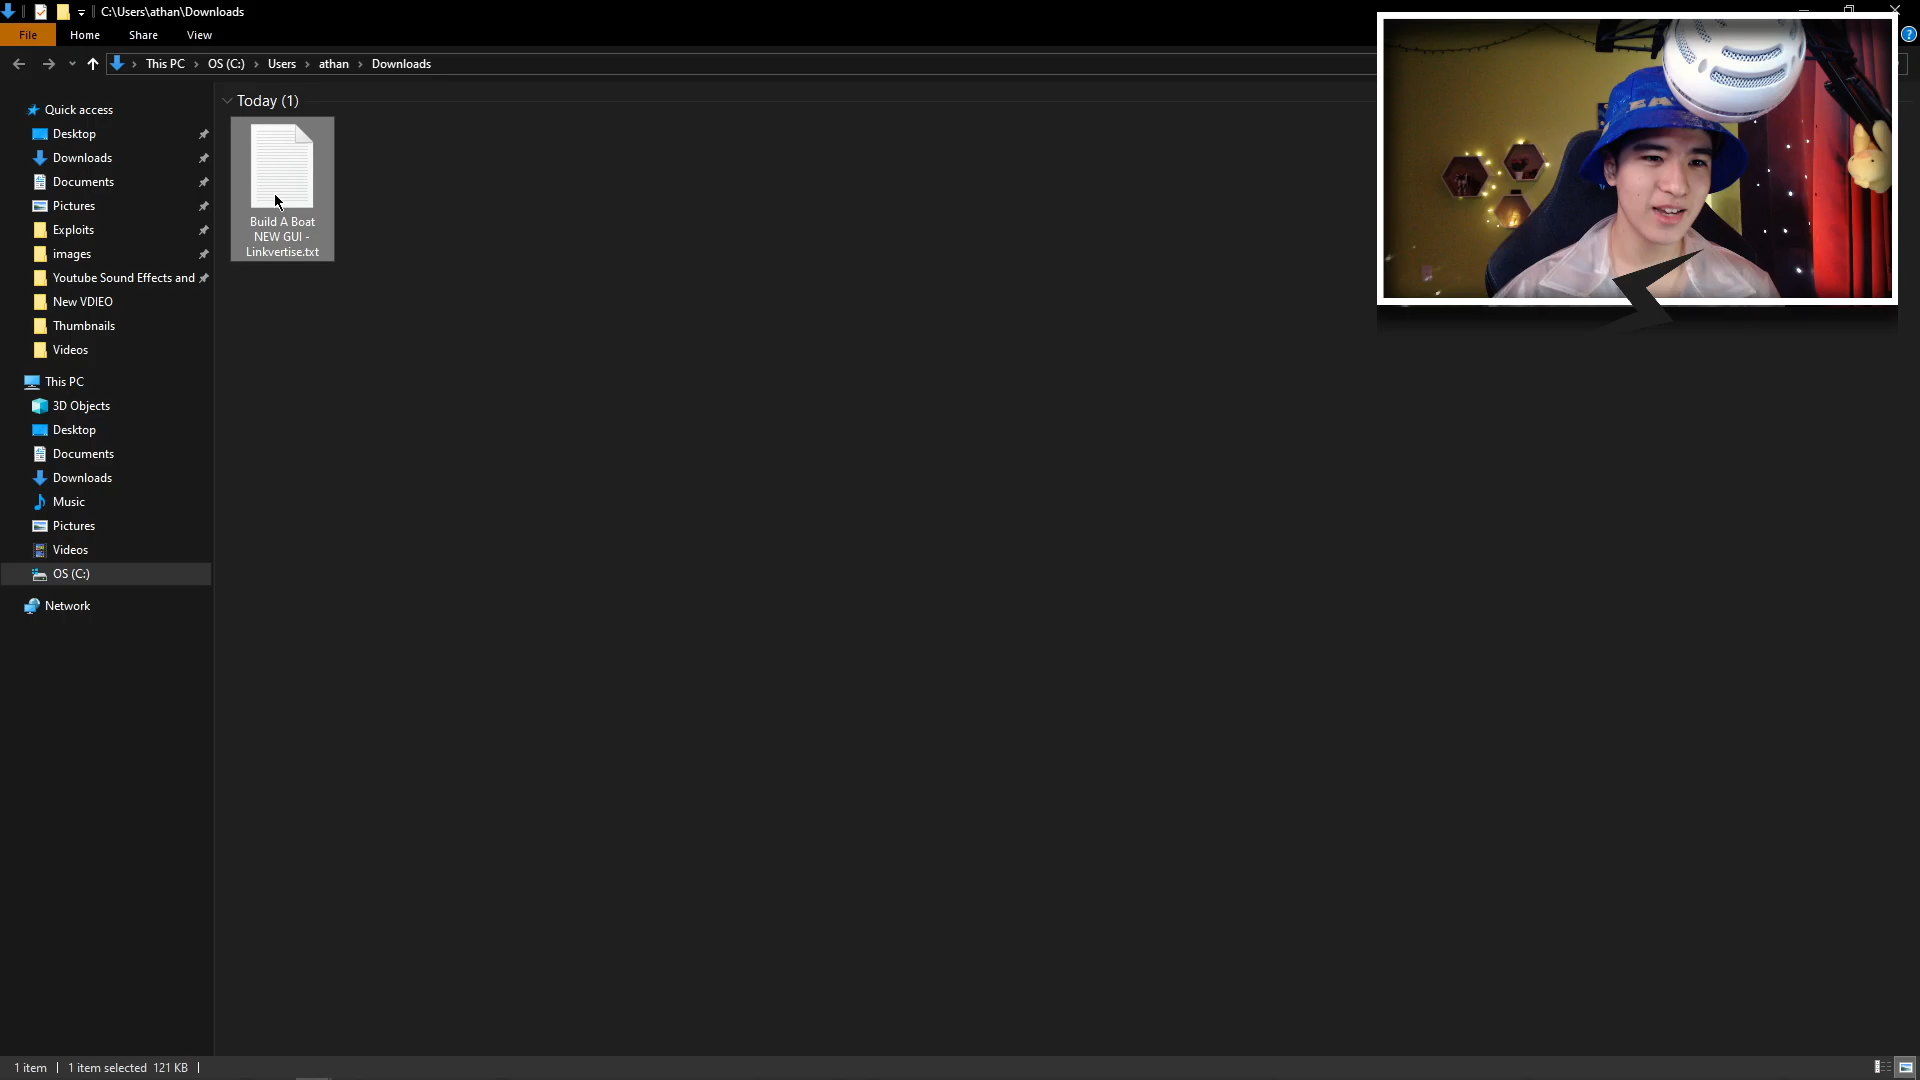 C:\Users\athan\Downloads
File
Home
Share
View
This PC
OS (C:)
Users
athan
Downloads
?
Quick access
Desktop
Downloads
Documents
Pictures
Exploits
images
Youtube Sound Effects and
New VDIEO
Thumbnails
Videos
This PC
3D Objects
Desktop
Documents
Downloads
Music
Pictures
Videos
OS (C:)
Network
Today (1)
Build A Boat
NEW GUI -
Linkvertise.txt
1 item
1 item selected 121 KB